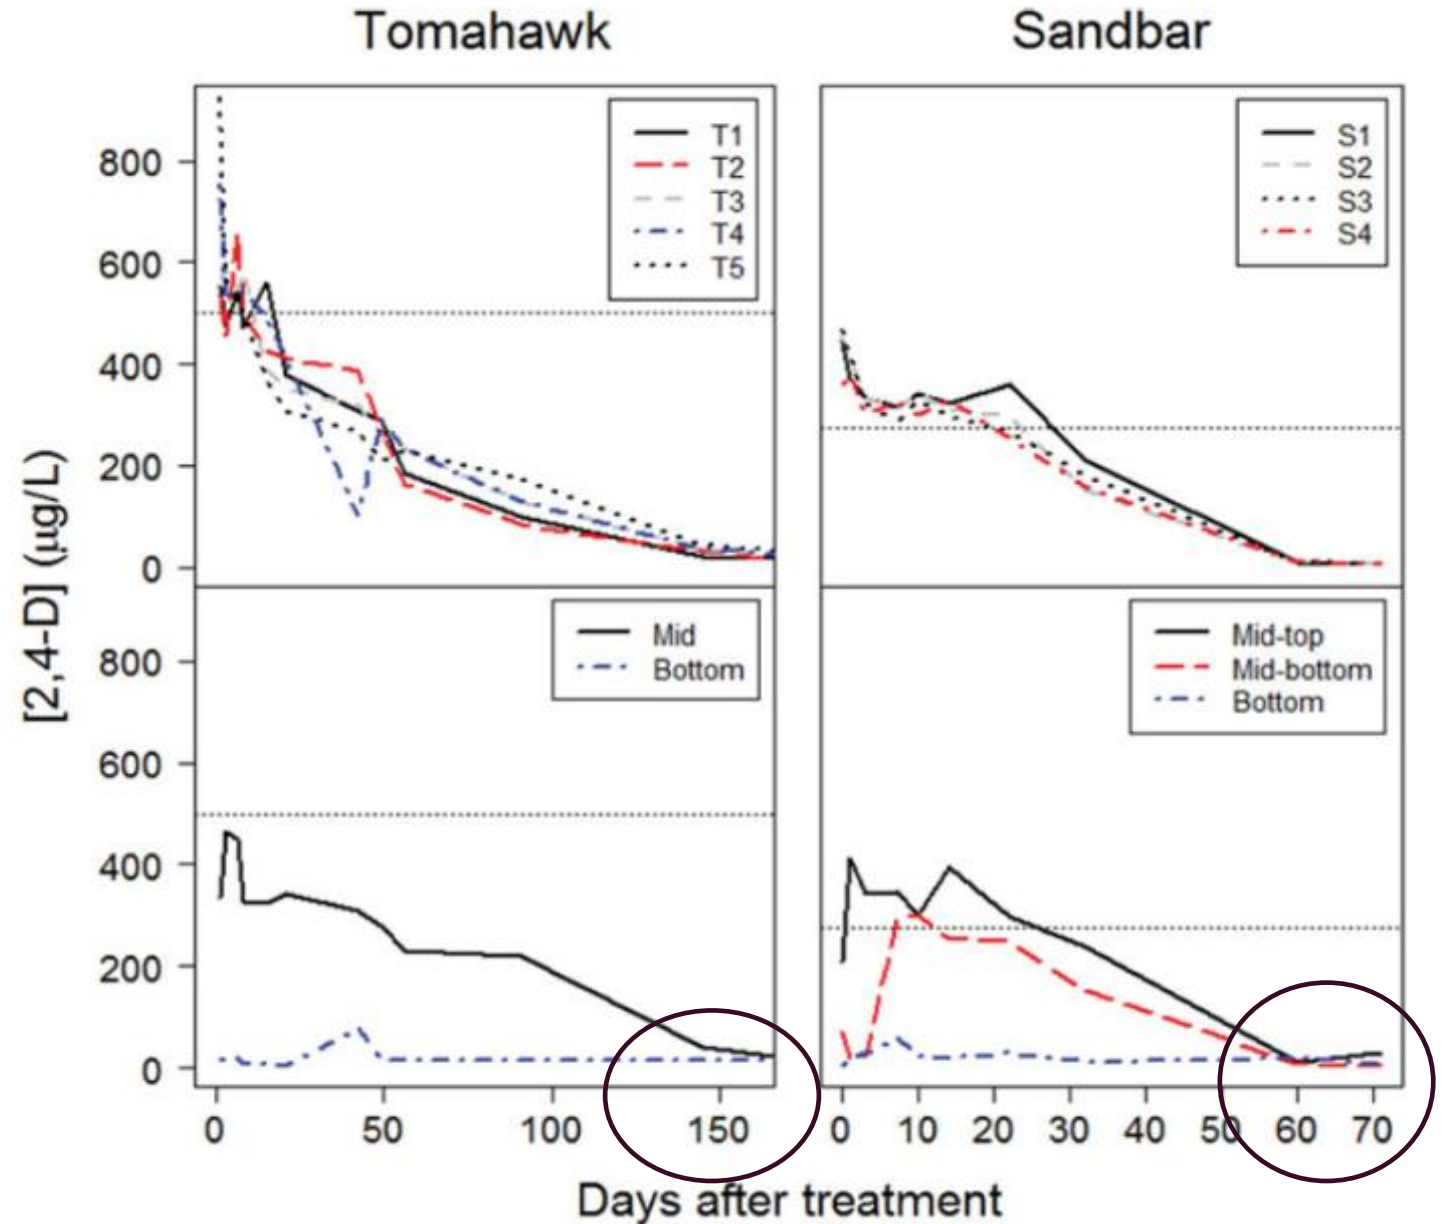 Tomahawk
Sandbar
[2,4-D] (µg/L)
800
600
400
200
0
T1
T2
T3
T4
T5
S1
S2
S3
S4
800
600
400
200
0
Mid
Bottom
Mid-top
Mid-bottom
Bottom
0 50 100 150
0 10 20 30 40 50 60 70
Days after treatment